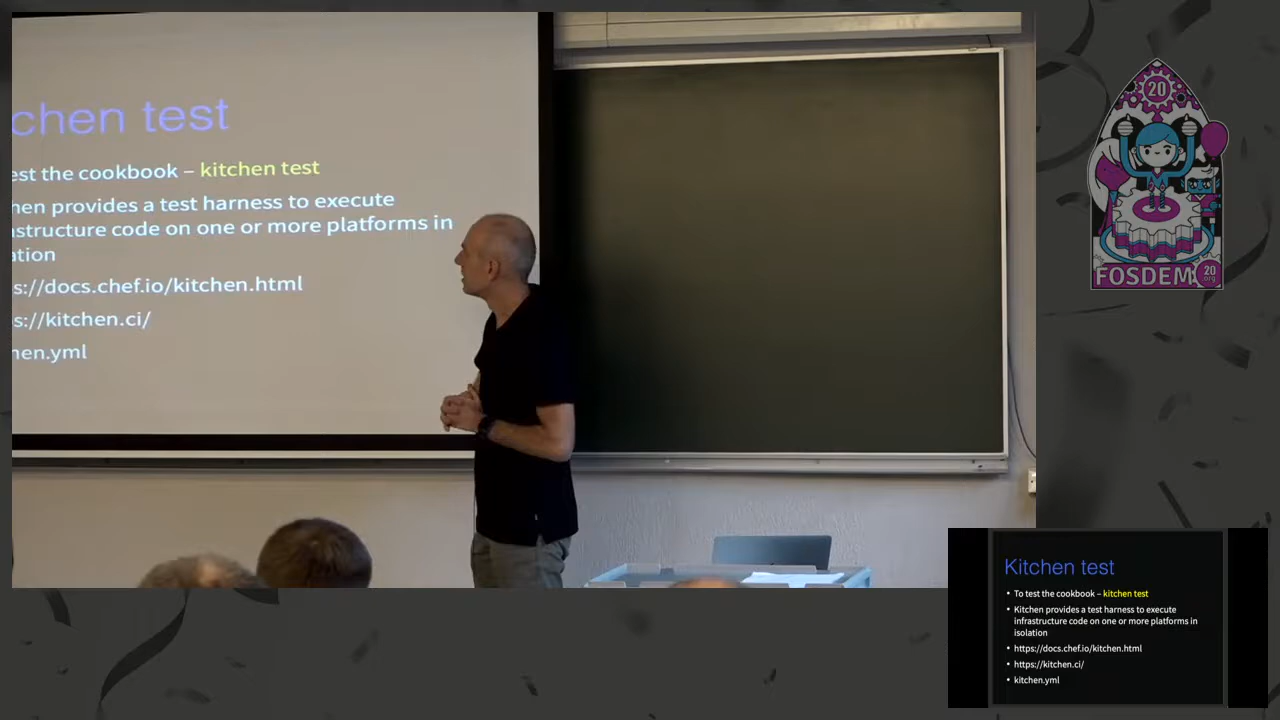 chen test
est the cookbook – kitchen test
hen provides a test harness to execute
astructure code on one or more platforms in
ation
s://docs.chef.io/kitchen.html
s://kitchen.ci/
hen.yml
20
FOSDEM
20
.org
Kitchen test
• To test the cookbook – kitchen test
• Kitchen provides a test harness to execute
infrastructure code on one or more platforms in
isolation
• https://docs.chef.io/kitchen.html
• https://kitchen.ci/
• kitchen.yml